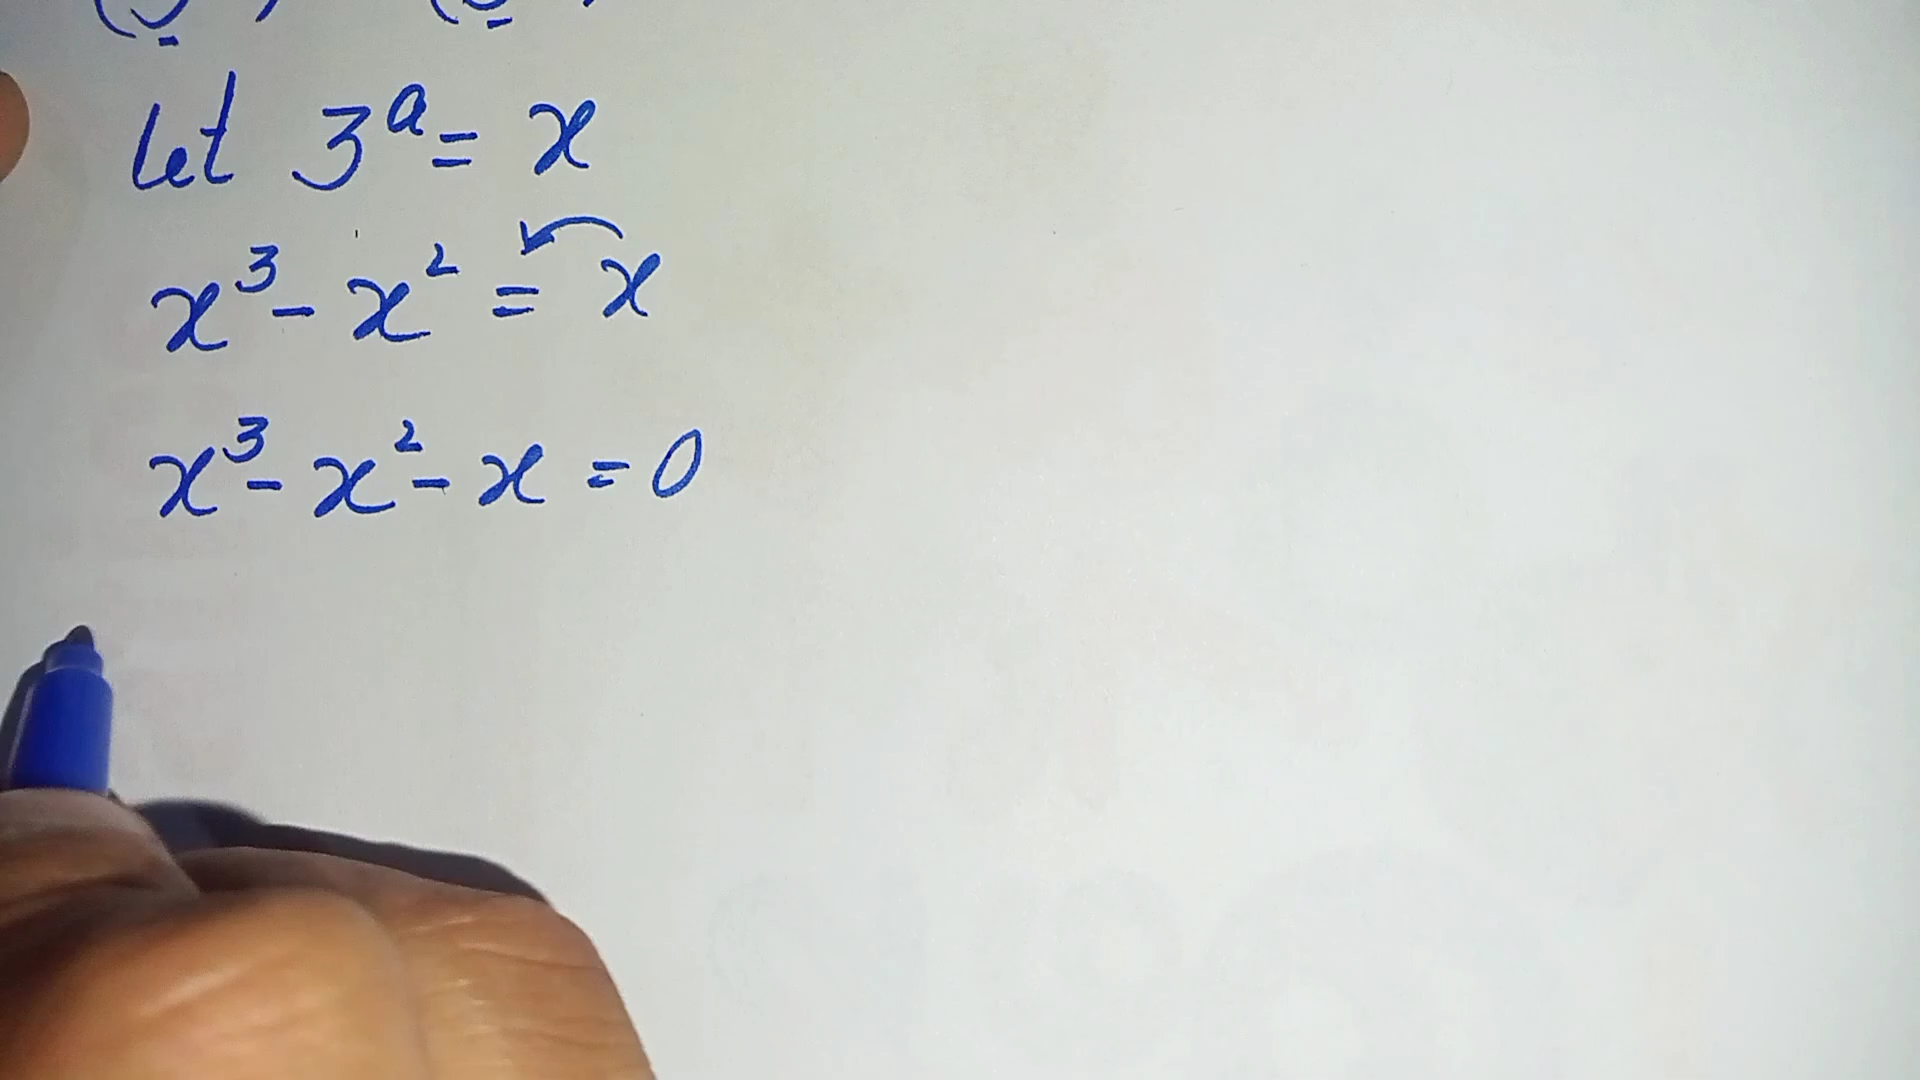 let 3ᵃ = x
x³ - x² = x
x³ - x² - x = 0